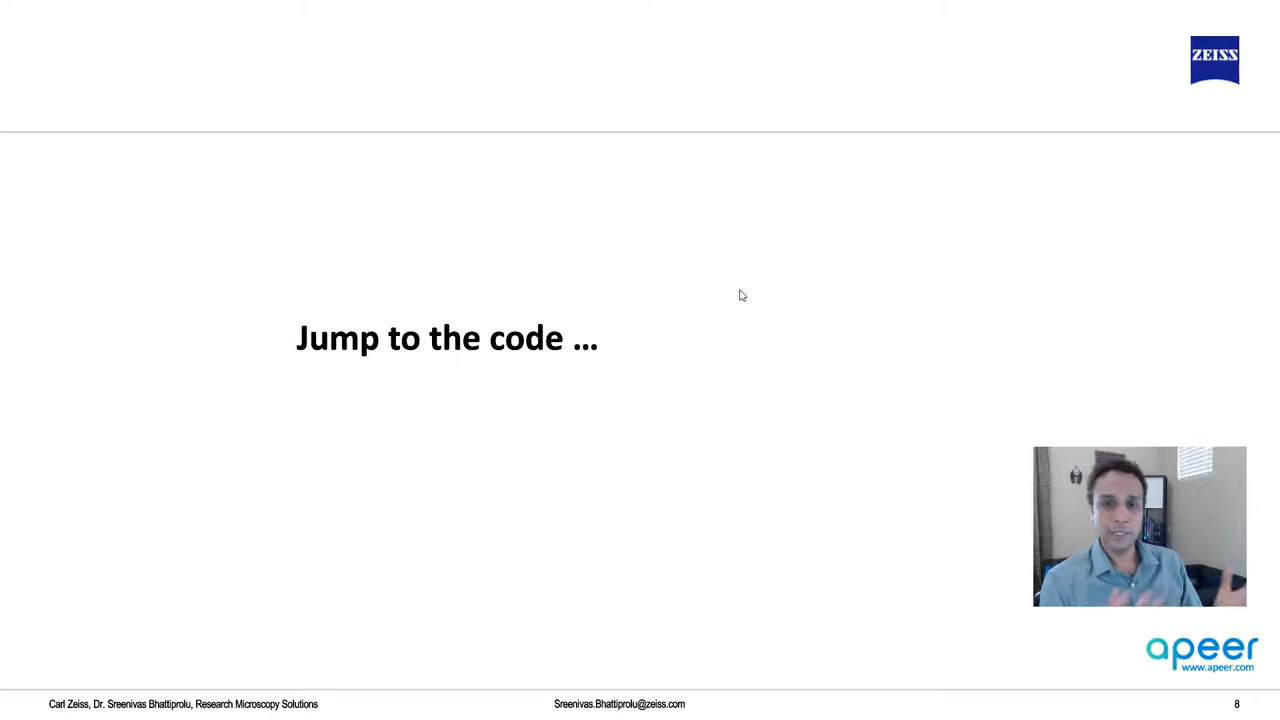 ZEISS
Jump to the code ...
apeer
www.apeer.com
Carl Zeiss, Dr. Sreenivas Bhattiprolu, Research Microscopy Solutions
Sreenivas.Bhattiprolu@zeiss.com
8